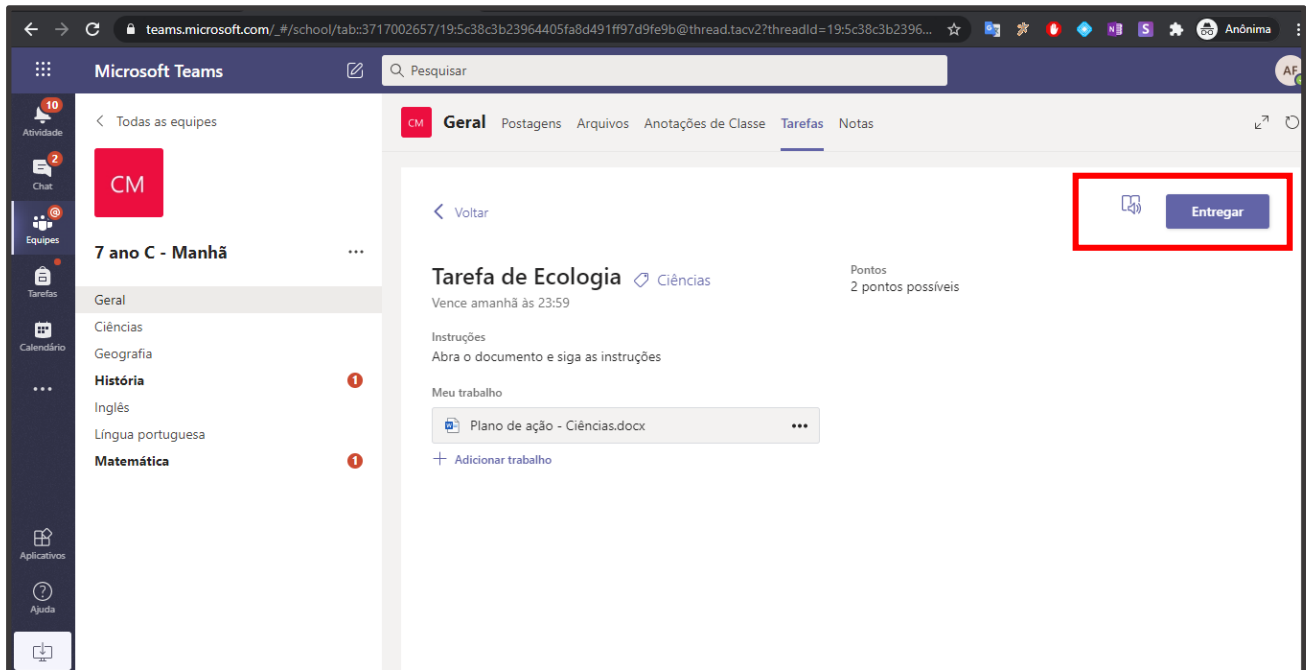 teams.microsoft.com/_#/school/tab::3717002657/19:5c38c3b23964405fa8d491ff97d9fe9b@thread.tacv2?threadId=19:5c38c3b2396...
Anônima
Microsoft Teams
Pesquisar
AF
10
Atividade
2
Chat
@
Equipes
Tarefas
Calendário
Aplicativos
Ajuda
Todas as equipes
CM
7 ano C - Manhã
Geral
Ciências
Geografia
História 1
Inglês
Língua portuguesa
Matemática 1
CM Geral Postagens Arquivos Anotações de Classe Tarefas Notas
Voltar
Entregar
Tarefa de Ecologia Ciências
Vence amanhã às 23:59
Pontos
2 pontos possíveis
Instruções
Abra o documento e siga as instruções
Meu trabalho
Plano de ação - Ciências.docx
Adicionar trabalho